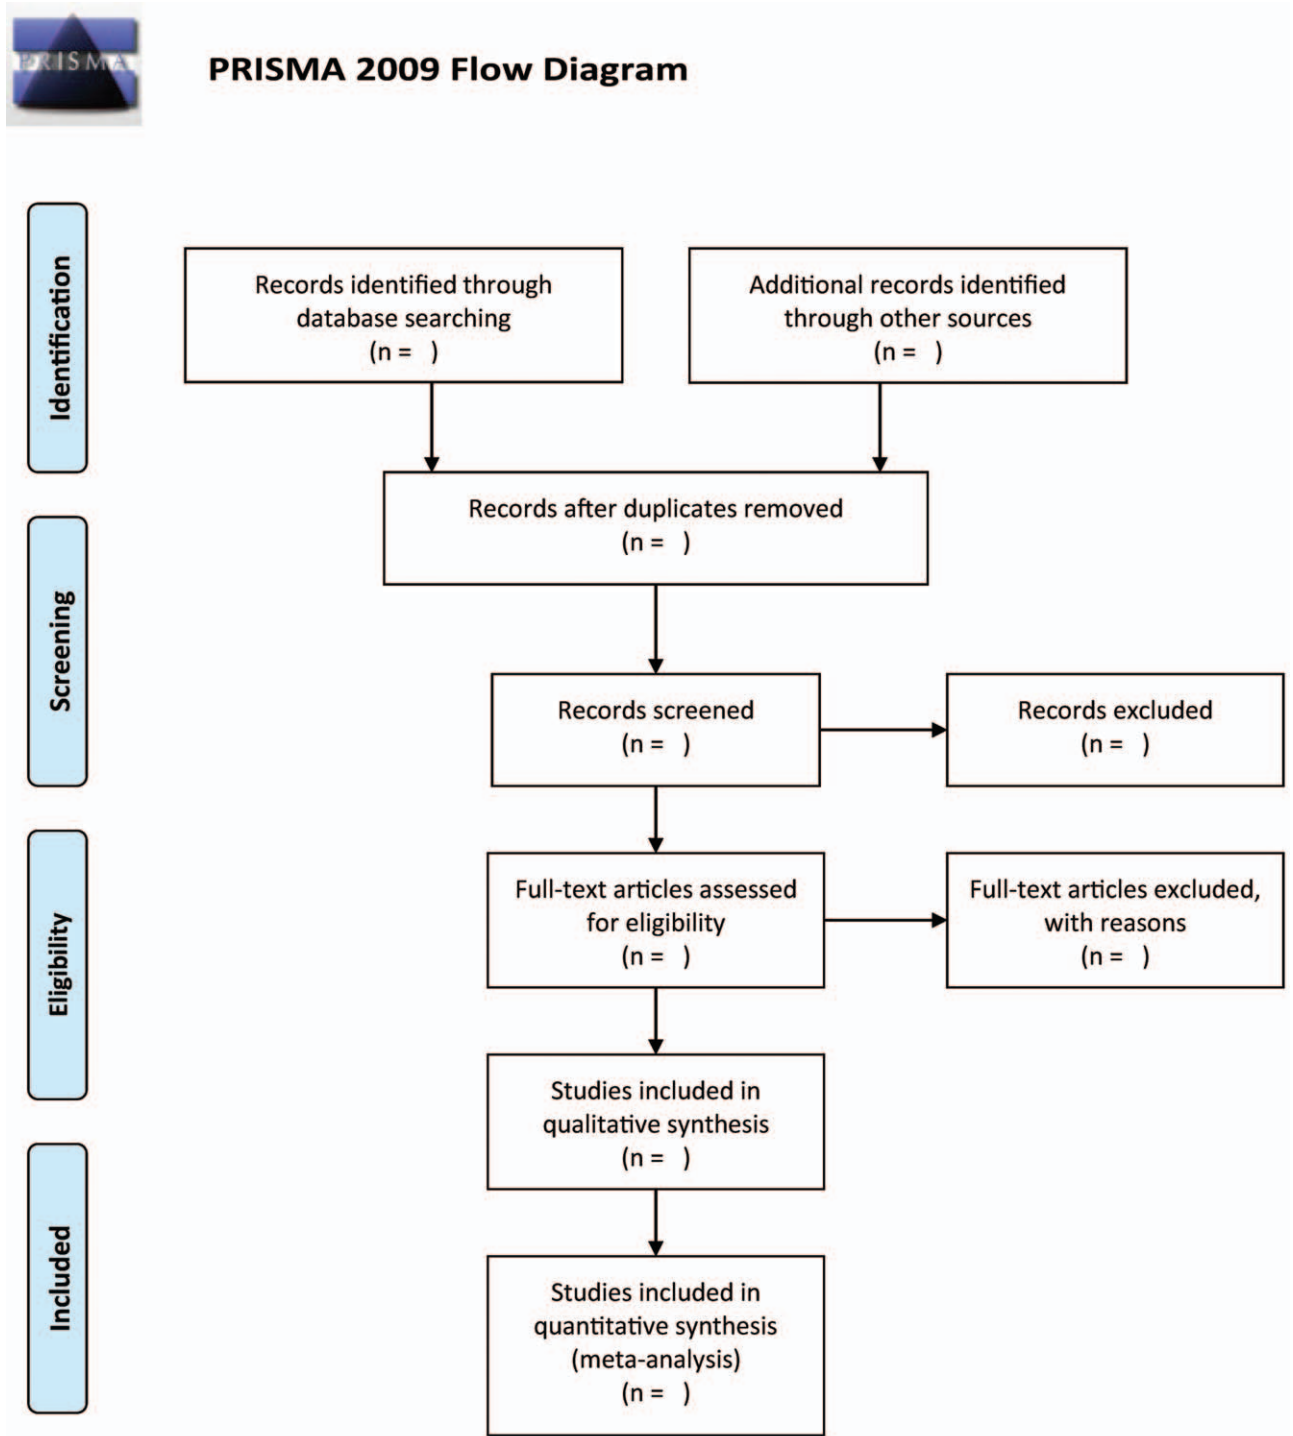 PRISMA
PRISMA 2009 Flow Diagram
Identification
Records identified through
database searching
(n =   )
Additional records identified
through other sources
(n =   )
Records after duplicates removed
(n =   )
Screening
Records screened
(n =   )
Records excluded
(n =   )
Eligibility
Full-text articles assessed
for eligibility
(n =   )
Full-text articles excluded,
with reasons
(n =   )
Studies included in
qualitative synthesis
(n =   )
Included
Studies included in
quantitative synthesis
(meta-analysis)
(n =   )